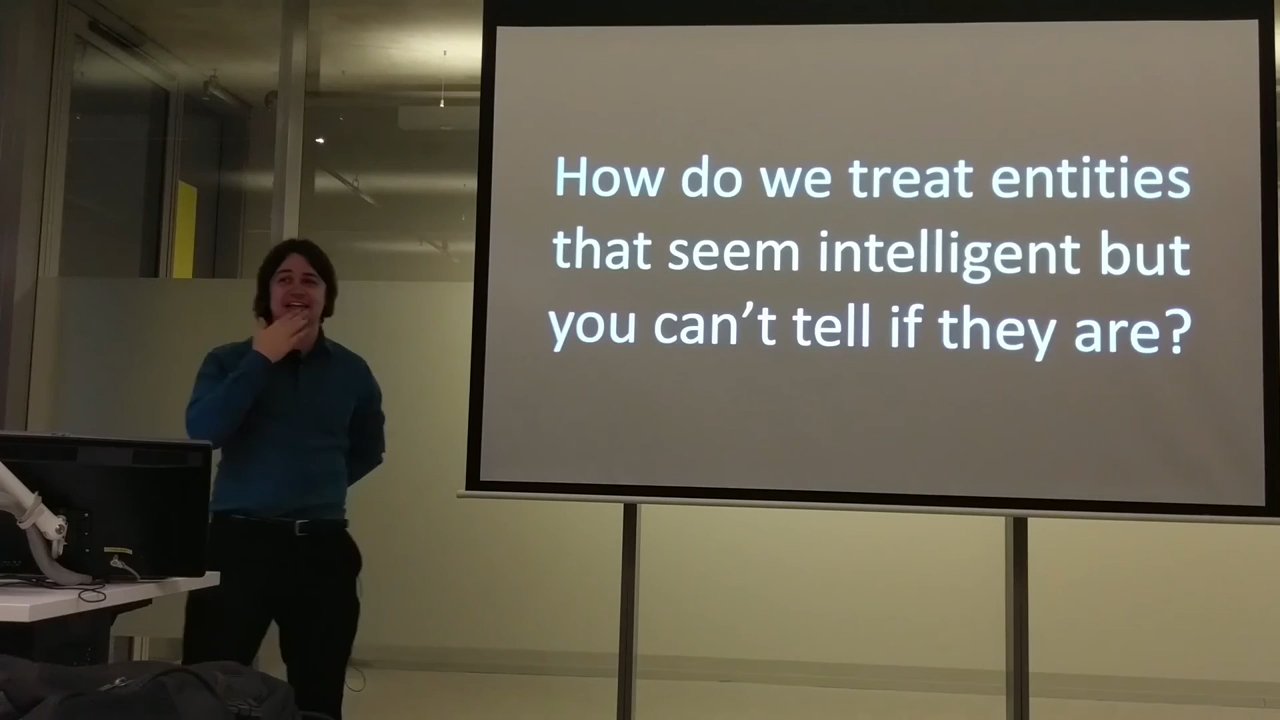 How do we treat entities
that seem intelligent but
you can’t tell if they are?